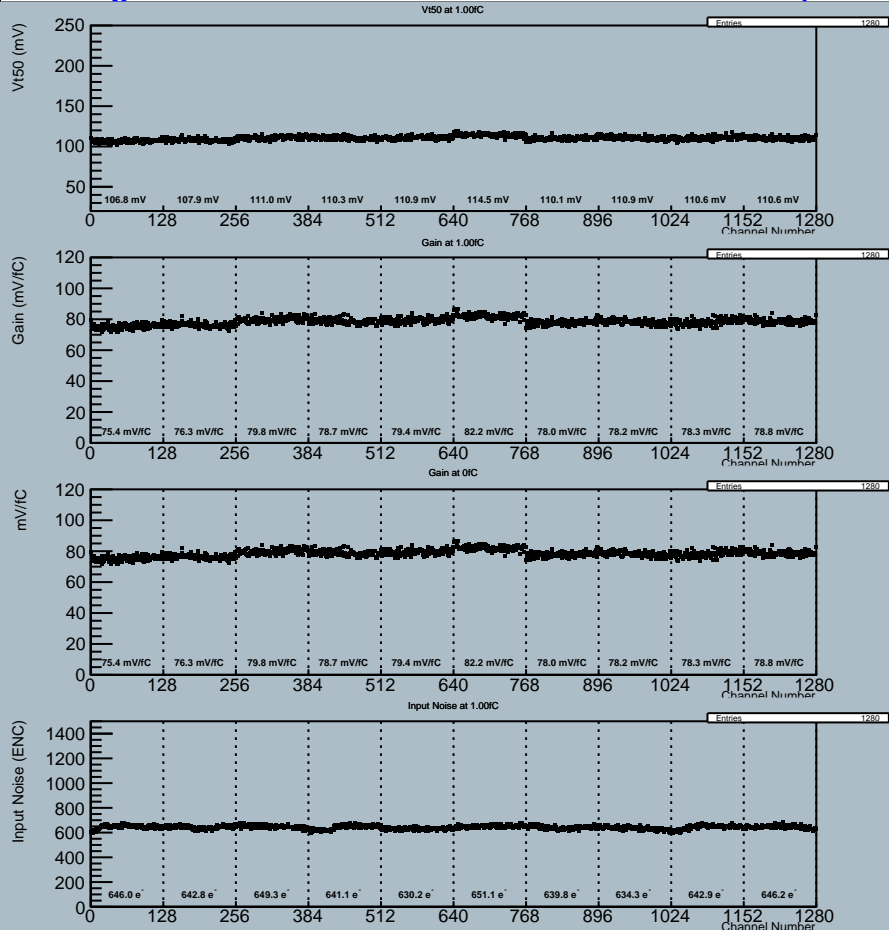 Vt50 at 1.00fC
Entries 1280
Vt50 (mV)
250
200
150
100
50
106.8 mV 107.9 mV 111.0 mV 110.3 mV 110.9 mV 114.5 mV 110.1 mV 110.9 mV 110.6 mV 110.6 mV
0 128 256 384 512 640 768 896 1024 1152 1280
Channel Number
Gain at 1.00fC
Entries 1280
Gain (mV/fC)
120
100
80
60
40
20
0
75.4 mV/fC 76.3 mV/fC 79.8 mV/fC 78.7 mV/fC 79.4 mV/fC 82.2 mV/fC 78.0 mV/fC 78.2 mV/fC 78.3 mV/fC 78.8 mV/fC
0 128 256 384 512 640 768 896 1024 1152 1280
Channel Number
Gain at 0fC
Entries 1280
mV/fC
120
100
80
60
40
20
0
75.4 mV/fC 76.3 mV/fC 79.8 mV/fC 78.7 mV/fC 79.4 mV/fC 82.2 mV/fC 78.0 mV/fC 78.2 mV/fC 78.3 mV/fC 78.8 mV/fC
0 128 256 384 512 640 768 896 1024 1152 1280
Channel Number
Input Noise at 1.00fC
Entries 1280
Input Noise (ENC)
1400
1200
1000
800
600
400
200
0
646.0 e⁻ 642.8 e⁻ 649.3 e⁻ 641.1 e⁻ 630.2 e⁻ 651.1 e⁻ 639.8 e⁻ 634.3 e⁻ 642.9 e⁻ 646.2 e⁻
0 128 256 384 512 640 768 896 1024 1152 1280
Channel Number